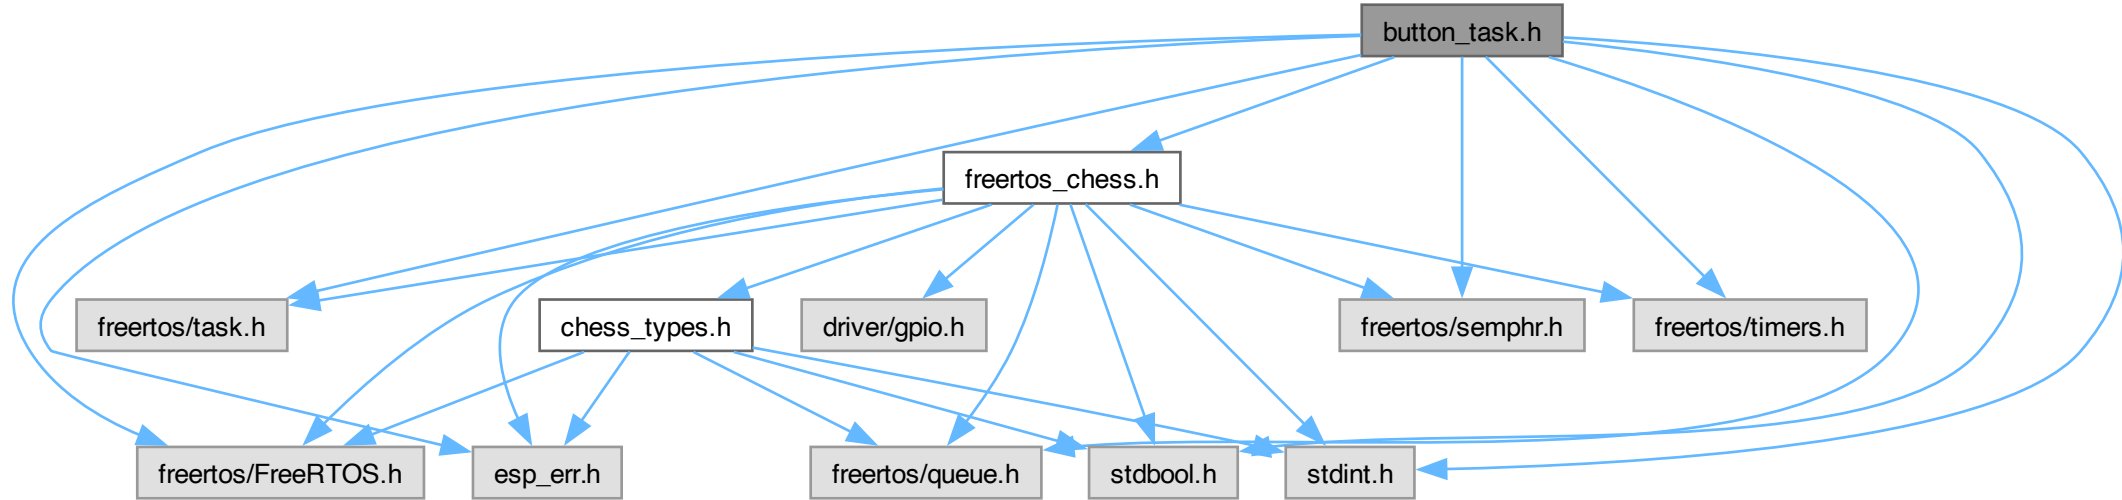 button_task.h
freertos_chess.h
freertos/task.h
chess_types.h
driver/gpio.h
freertos/semphr.h
freertos/timers.h
freertos/FreeRTOS.h
esp_err.h
freertos/queue.h
stdbool.h
stdint.h